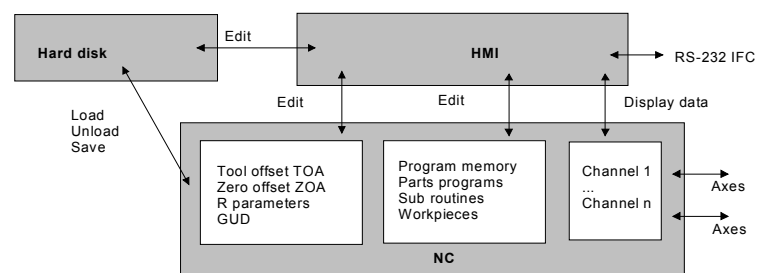 Hard disk
Edit
HMI
RS-232 IFC
Load
Unload
Save
Edit
Edit
Display data
Tool offset TOA
Zero offset ZOA
R parameters
GUD
Program memory
Parts programs
Sub routines
Workpieces
Channel 1
...
Channel n
Axes
Axes
NC